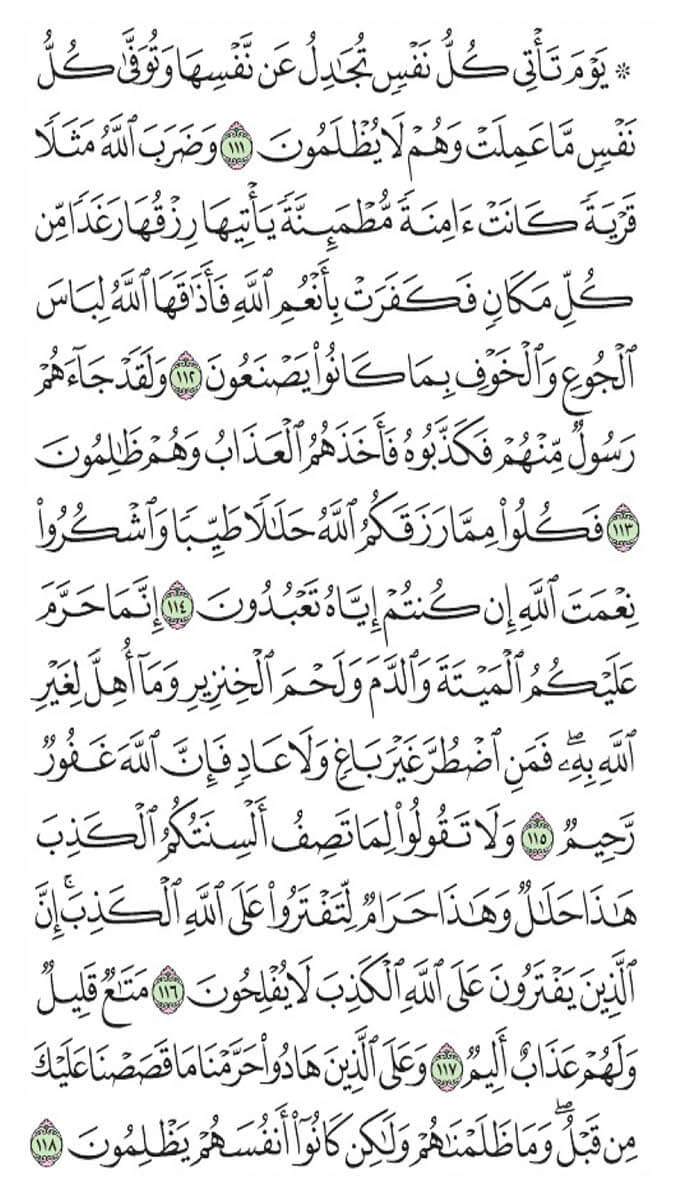 ۞ يَوْمَ تَأْتِي كُلُّ نَفْسٍ تُجَٰدِلُ عَن نَّفْسِهَا وَتُوَفَّىٰ كُلُّ
نَفْسٍ مَّا عَمِلَتْ وَهُمْ لَا يُظْلَمُونَ ١١١ وَضَرَبَ ٱللَّهُ مَثَلًا
قَرْيَةً كَانَتْ ءَامِنَةً مُّطْمَئِنَّةً يَأْتِيهَا رِزْقُهَا رَغَدًا مِّن
كُلِّ مَكَانٍ فَكَفَرَتْ بِأَنْعُمِ ٱللَّهِ فَأَذَٰقَهَا ٱللَّهُ لِبَاسَ
ٱلْجُوعِ وَٱلْخَوْفِ بِمَا كَانُوا۟ يَصْنَعُونَ ١١٢ وَلَقَدْ جَآءَهُمْ
رَسُولٌ مِّنْهُمْ فَكَذَّبُوهُ فَأَخَذَهُمُ ٱلْعَذَابُ وَهُمْ ظَٰلِمُونَ
١١٣ فَكُلُوا۟ مِمَّا رَزَقَكُمُ ٱللَّهُ حَلَٰلًا طَيِّبًا وَٱشْكُرُوا۟
نِعْمَتَ ٱللَّهِ إِن كُنتُمْ إِيَّاهُ تَعْبُدُونَ ١١٤ إِنَّمَا حَرَّمَ
عَلَيْكُمُ ٱلْمَيْتَةَ وَٱلدَّمَ وَلَحْمَ ٱلْخِنزِيرِ وَمَآ أُهِلَّ لِغَيْرِ
ٱللَّهِ بِهِۦۖ فَمَنِ ٱضْطُرَّ غَيْرَ بَاغٍ وَلَا عَادٍ فَإِنَّ ٱللَّهَ غَفُورٌ
رَّحِيمٌ ١١٥ وَلَا تَقُولُوا۟ لِمَا تَصِفُ أَلْسِنَتُكُمُ ٱلْكَذِبَ
هَٰذَا حَلَٰلٌ وَهَٰذَا حَرَامٌ لِّتَفْتَرُوا۟ عَلَى ٱللَّهِ ٱلْكَذِبَۚ إِنَّ
ٱلَّذِينَ يَفْتَرُونَ عَلَى ٱللَّهِ ٱلْكَذِبَ لَا يُفْلِحُونَ ١١٦ مَتَٰعٌ قَلِيلٌ
وَلَهُمْ عَذَابٌ أَلِيمٌ ١١٧ وَعَلَى ٱلَّذِينَ هَادُوا۟ حَرَّمْنَا مَا قَصَصْنَا عَلَيْكَ
مِن قَبْلُۖ وَمَا ظَلَمْنَٰهُمْ وَلَٰكِن كَانُوٓا۟ أَنفُسَهُمْ يَظْلِمُونَ ١١٨